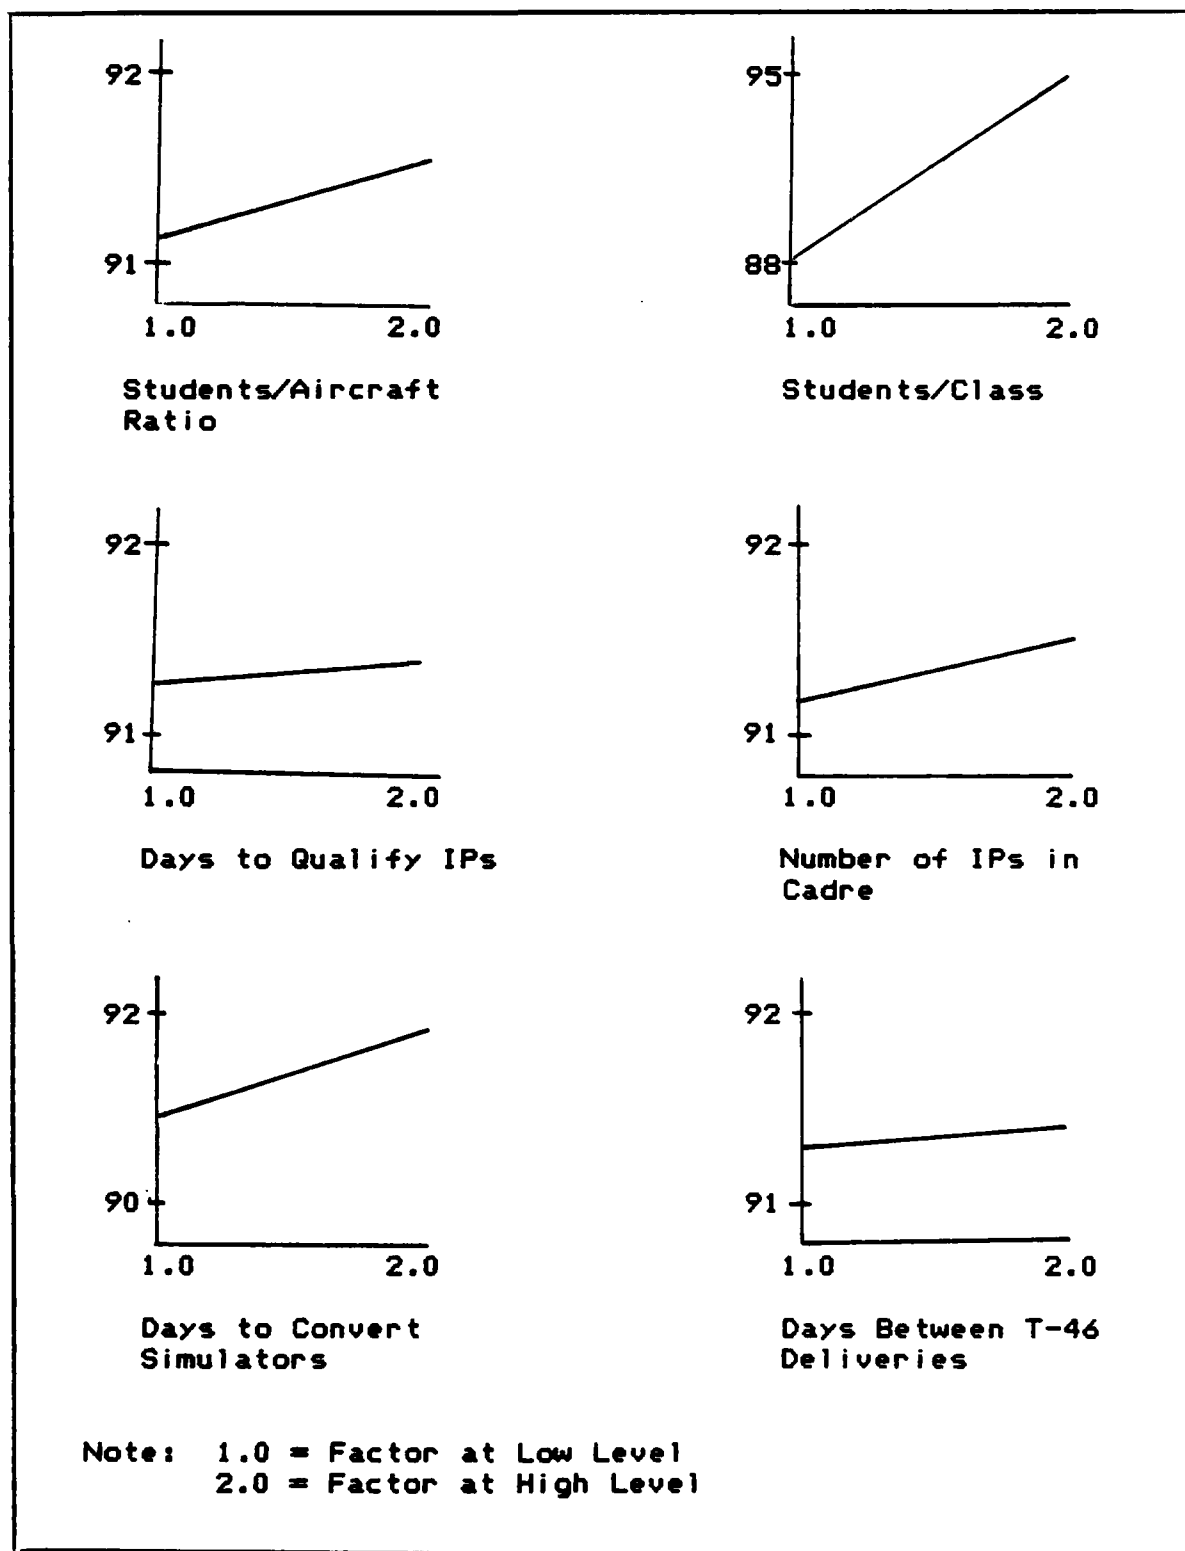 92
91
1.0 2.0
Students/Aircraft
Ratio
95
88
1.0 2.0
Students/Class
92
91
1.0 2.0
Days to Qualify IPs
92
91
1.0 2.0
Number of IPs in
Cadre
92
90
1.0 2.0
Days to Convert
Simulators
92
91
1.0 2.0
Days Between T-46
Deliveries
Note: 1.0 = Factor at Low Level
2.0 = Factor at High Level